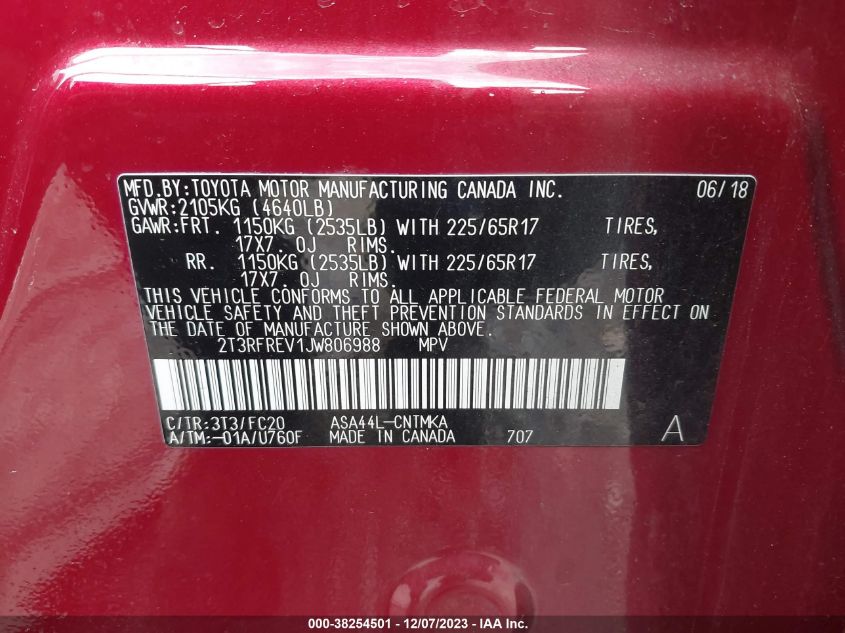 MFD.BY:TOYOTA MOTOR MANUFACTURING CANADA INC. 06/18
GVWR:2105KG (4640LB)
GAWR:FRT. 1150KG (2535LB) WITH 225/65R17 TIRES,
17X7. 0J RIMS.
RR. 1150KG (2535LB) WITH 225/65R17 TIRES,
17X7. 0J RIMS.
THIS VEHICLE CONFORMS TO ALL APPLICABLE FEDERAL MOTOR
VEHICLE SAFETY AND THEFT PREVENTION STANDARDS IN EFFECT ON
THE DATE OF MANUFACTURE SHOWN ABOVE.
2T3RFREV1JW806988 MPV
C/TR:3T3/FC20 ASA44L-CNTMKA
A/TM:-01A/U760F MADE IN CANADA 707 A
000-38254501 - 12/07/2023 - IAA Inc.